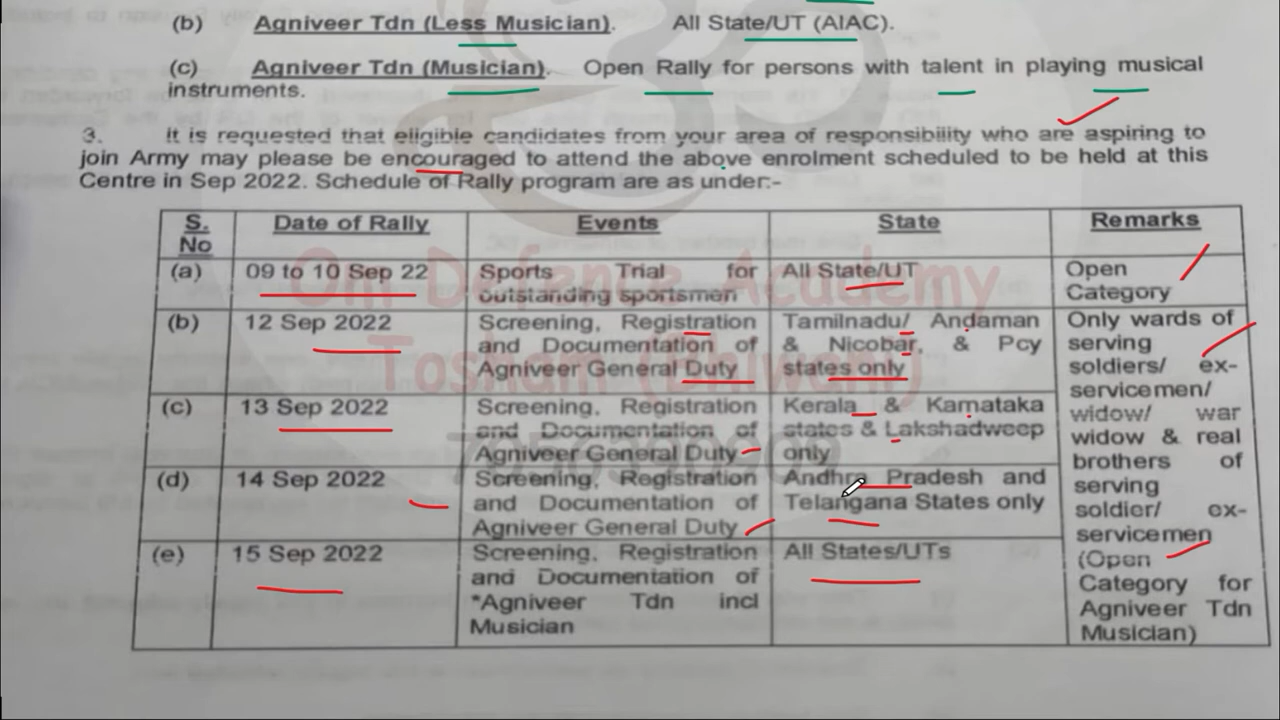 (b) Agniveer Tdn (Less Musician). All State/UT (AIAC).
(c) Agniveer Tdn (Musician). Open Rally for persons with talent in playing musical
instruments.
3. It is requested that eligible candidates from your area of responsibility who are aspiring to
join Army may please be encouraged to attend the above enrolment scheduled to be held at this
Centre in Sep 2022. Schedule of Rally program are as under:-
S. No Date of Rally Events State Remarks
(a) 09 to 10 Sep 22 Sports Trial for All State/UT Open
outstanding sportsmen Category
(b) 12 Sep 2022 Screening, Registration Tamilnadu/ Andaman Only wards of
and Documentation of & Nicobar, & Pcy serving
Agniveer General Duty states only soldiers/ ex-
servicemen/
(c) 13 Sep 2022 Screening, Registration Kerala & Karnataka widow/ war
and Documentation of states & Lakshadweep widow & real
Agniveer General Duty only brothers of
(d) 14 Sep 2022 Screening, Registration Andhra Pradesh and serving
and Documentation of Telangana States only soldier/ ex-
Agniveer General Duty servicemen
(e) 15 Sep 2022 Screening, Registration All States/UTs (Open
and Documentation of Category for
*Agniveer Tdn incl Agniveer Tdn
Musician Musician)
Om Defence Academy
Tosham (Bhiwani)